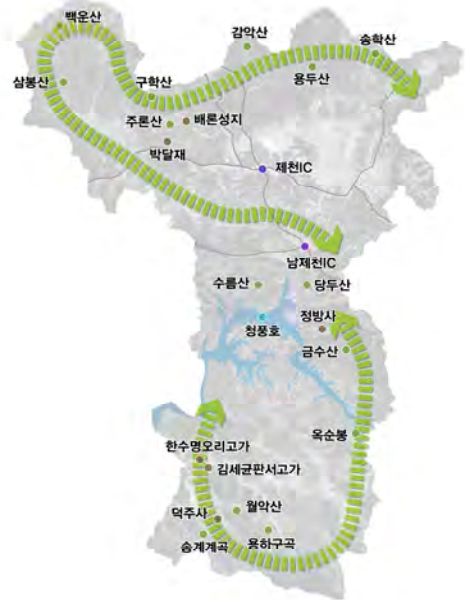 백운산
감악산
송학산
삼봉산
구학산
용두산
주론산
배론성지
박달재
제천IC
남제천IC
수름산
당두산
정방사
청풍호
금수산
옥순봉
한수명오리고가
김세균판서고가
월악산
덕주사
송계계곡
용하구곡